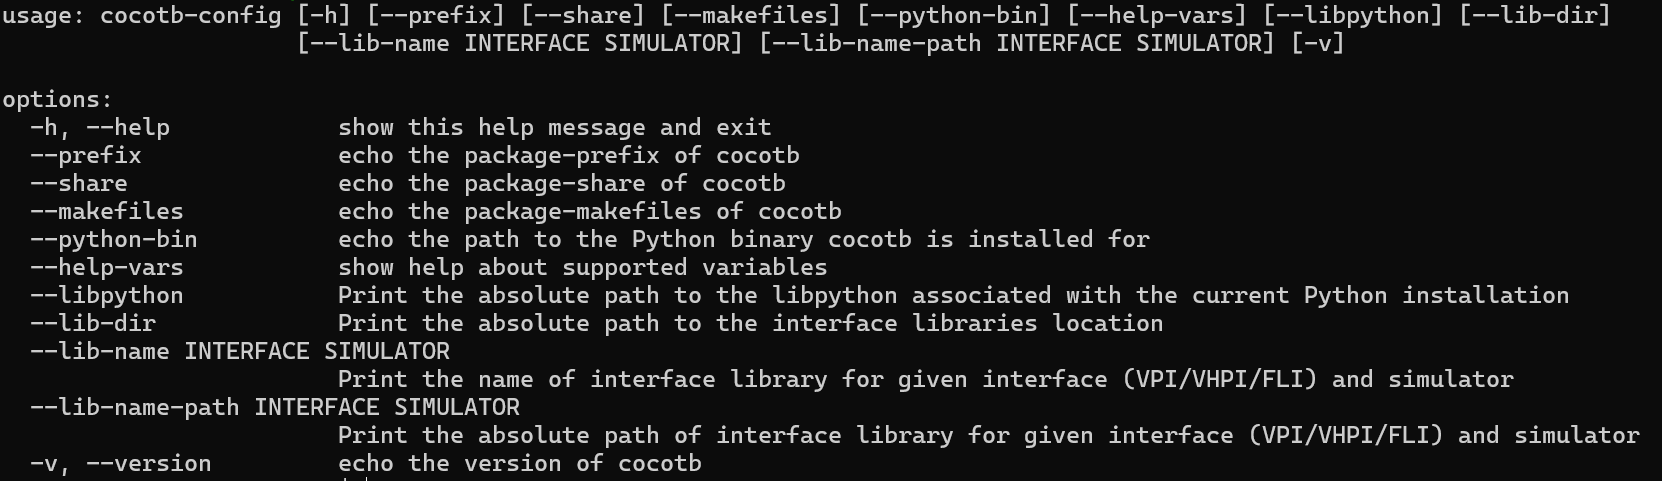 usage: cocotb-config [-h] [--prefix] [--share] [--makefiles] [--python-bin] [--help-vars] [--libpython] [--lib-dir]
                     [--lib-name INTERFACE SIMULATOR] [--lib-name-path INTERFACE SIMULATOR] [-v]

options:
  -h, --help            show this help message and exit
  --prefix              echo the package-prefix of cocotb
  --share               echo the package-share of cocotb
  --makefiles           echo the package-makefiles of cocotb
  --python-bin          echo the path to the Python binary cocotb is installed for
  --help-vars           show help about supported variables
  --libpython           Print the absolute path to the libpython associated with the current Python installation
  --lib-dir             Print the absolute path to the interface libraries location
  --lib-name INTERFACE SIMULATOR
                        Print the name of interface library for given interface (VPI/VHPI/FLI) and simulator
  --lib-name-path INTERFACE SIMULATOR
                        Print the absolute path of interface library for given interface (VPI/VHPI/FLI) and simulator
  -v, --version         echo the version of cocotb